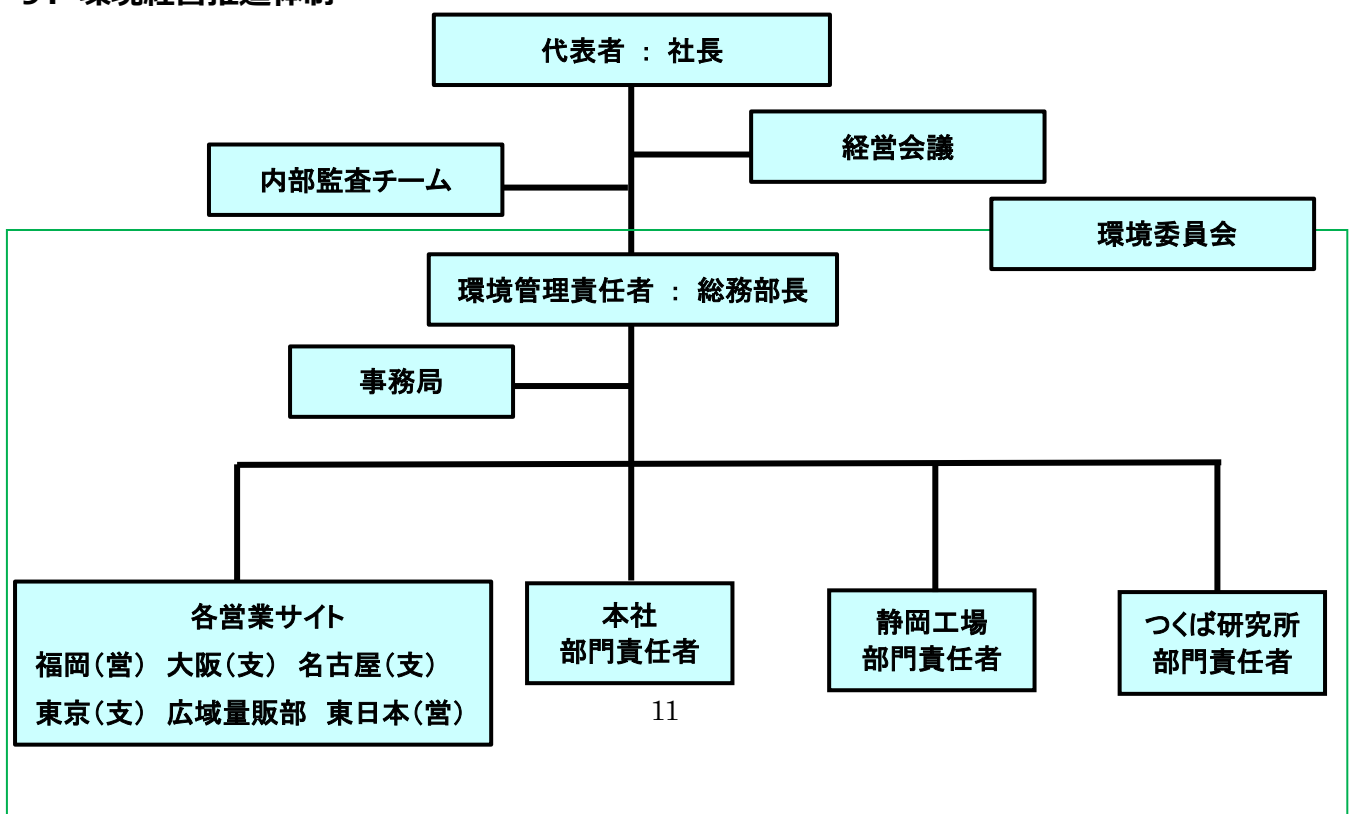 代表者 : 社長
経営会議
内部監査チーム
環境委員会
環境管理責任者 : 総務部長
事務局
各営業サイト
福岡(営) 大阪(支) 名古屋(支)
東京(支) 広域量販部 東日本(営)
本社
部門責任者
静岡工場
部門責任者
つくば研究所
部門責任者
11